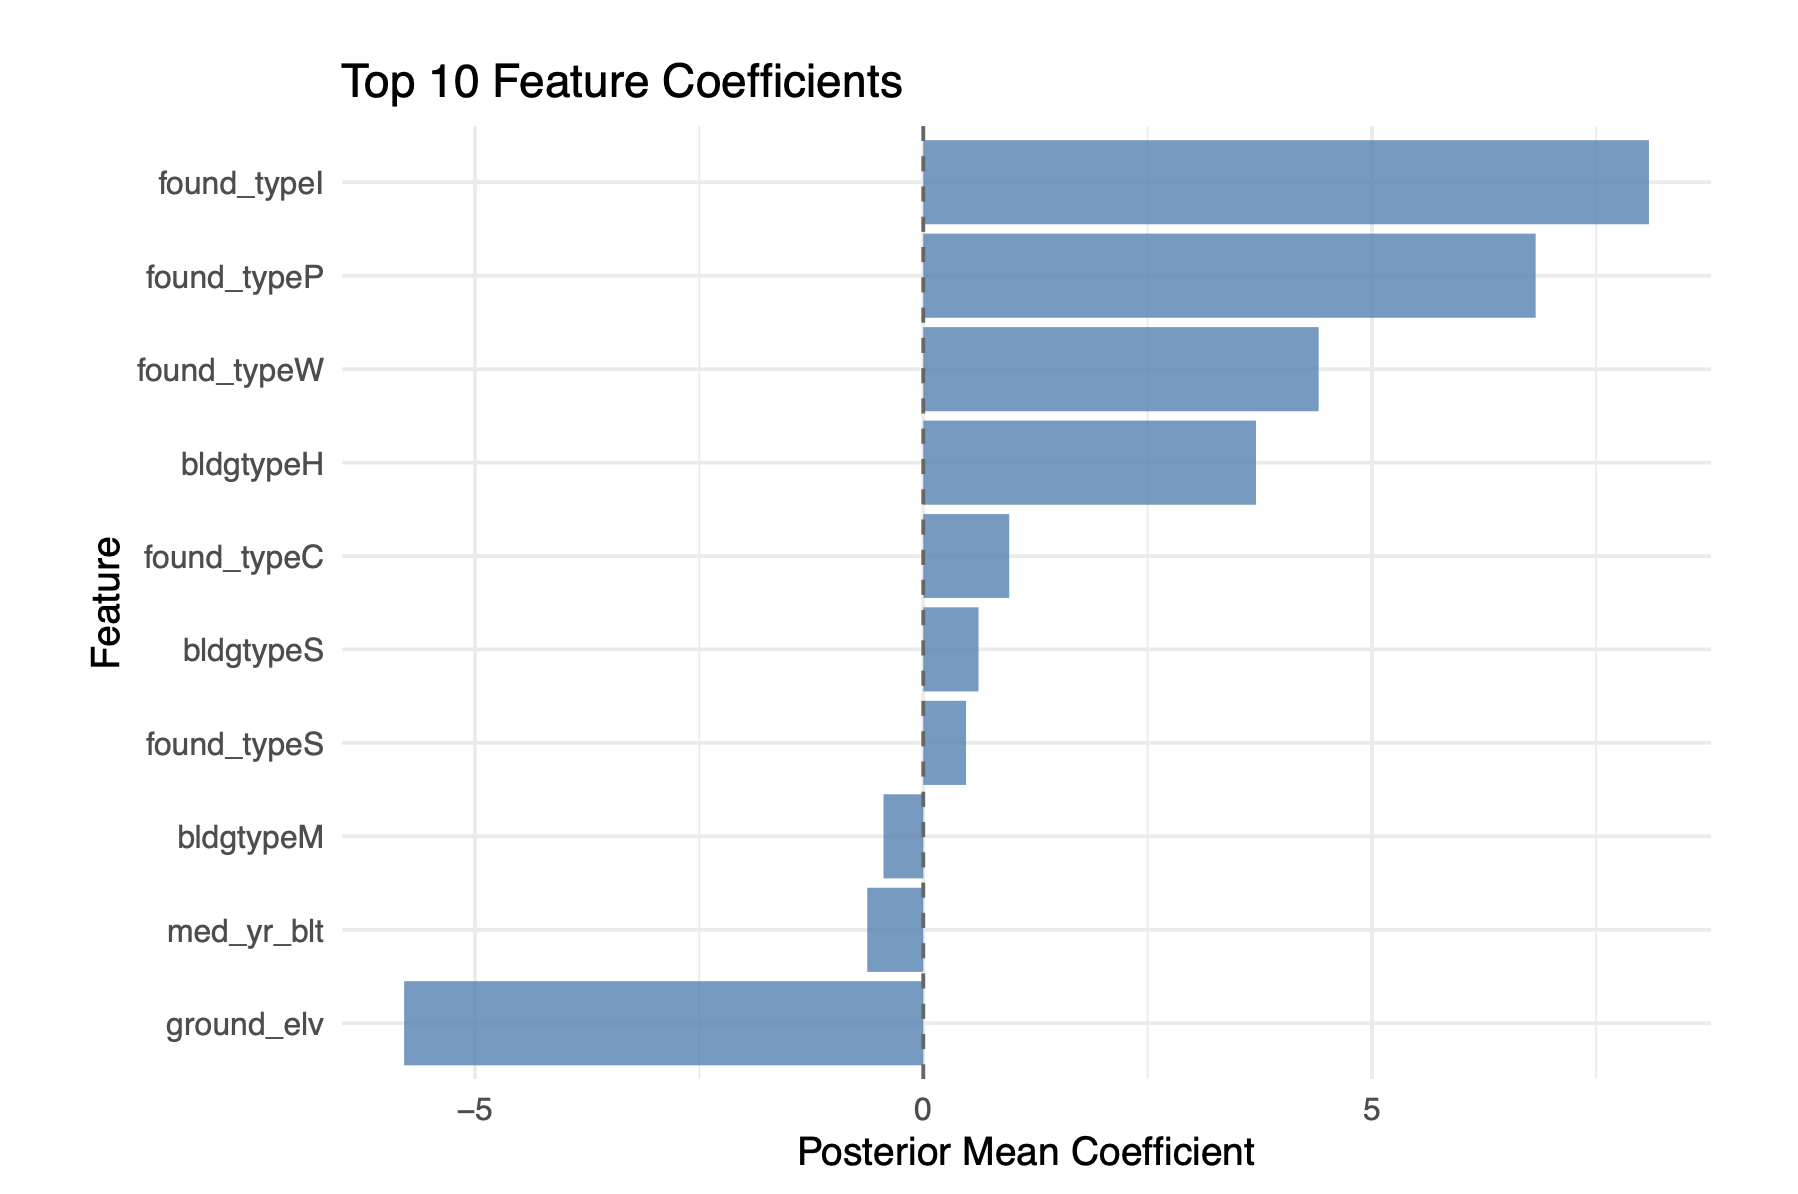 Top 10 Feature Coefficients
found_typeI
found_typeP
found_typeW
bldgtypeH
found_typeC
bldgtypeS
found_typeS
bldgtypeM
med_yr_blt
ground_elv
Feature
−5
0
5
Posterior Mean Coefficient